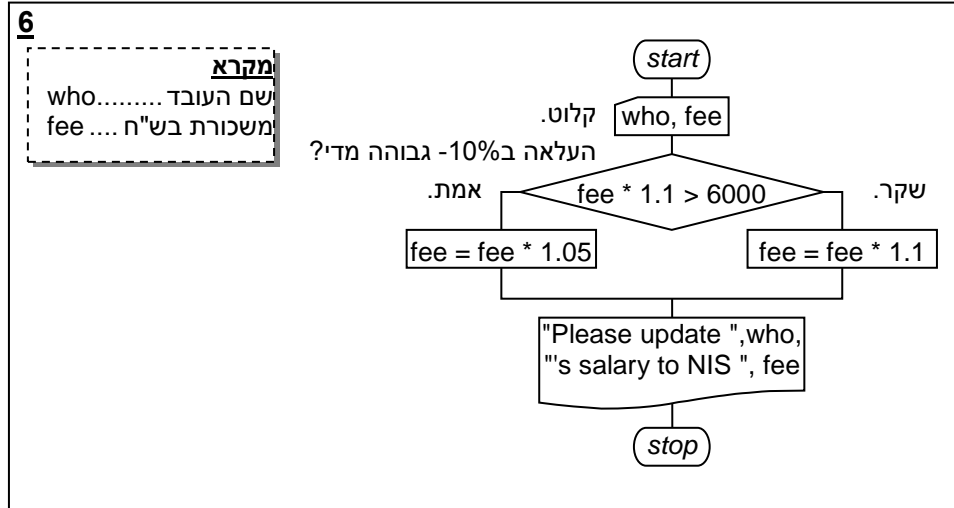 6
מקרא
שם העובד.........who
משכורת בש"ח .... fee
start
קלוט.
who, fee
העלאה ב10%- גבוהה מדי?
fee * 1.1 > 6000
אמת.
שקר.
fee = fee * 1.05
fee = fee * 1.1
"Please update ",who,
"'s salary to NIS ", fee
stop